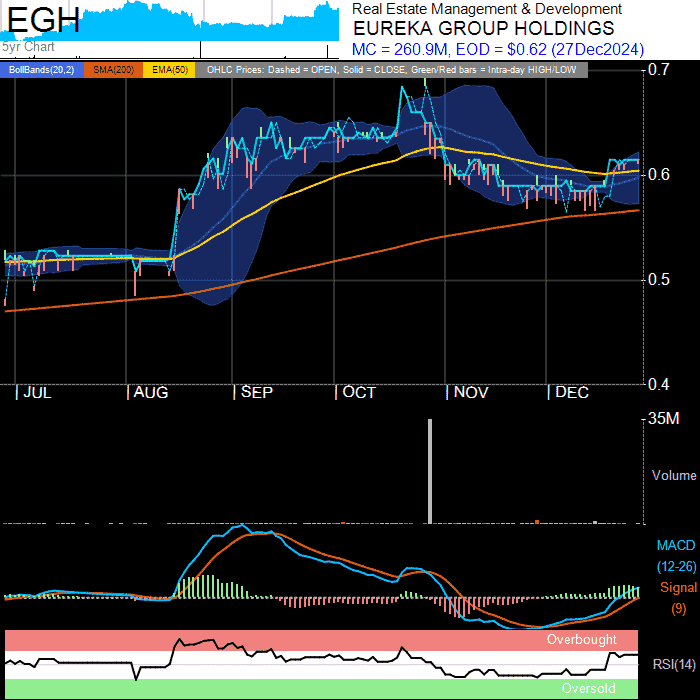 EGH
5yr Chart
Real Estate Management & Development
EUREKA GROUP HOLDINGS
MC = 260.9M, EOD = $0.62 (27Dec2024)
BollBands(20,2) SMA(200) EMA(50) OHLC Prices: Dashed = OPEN, Solid = CLOSE, Green/Red bars = Intra-day HIGH/LOW
0.7
0.6
0.5
0.4
JUL AUG SEP OCT NOV DEC
35M
Volume
MACD
(12-26)
Signal
(9)
Overbought
RSI(14)
Oversold